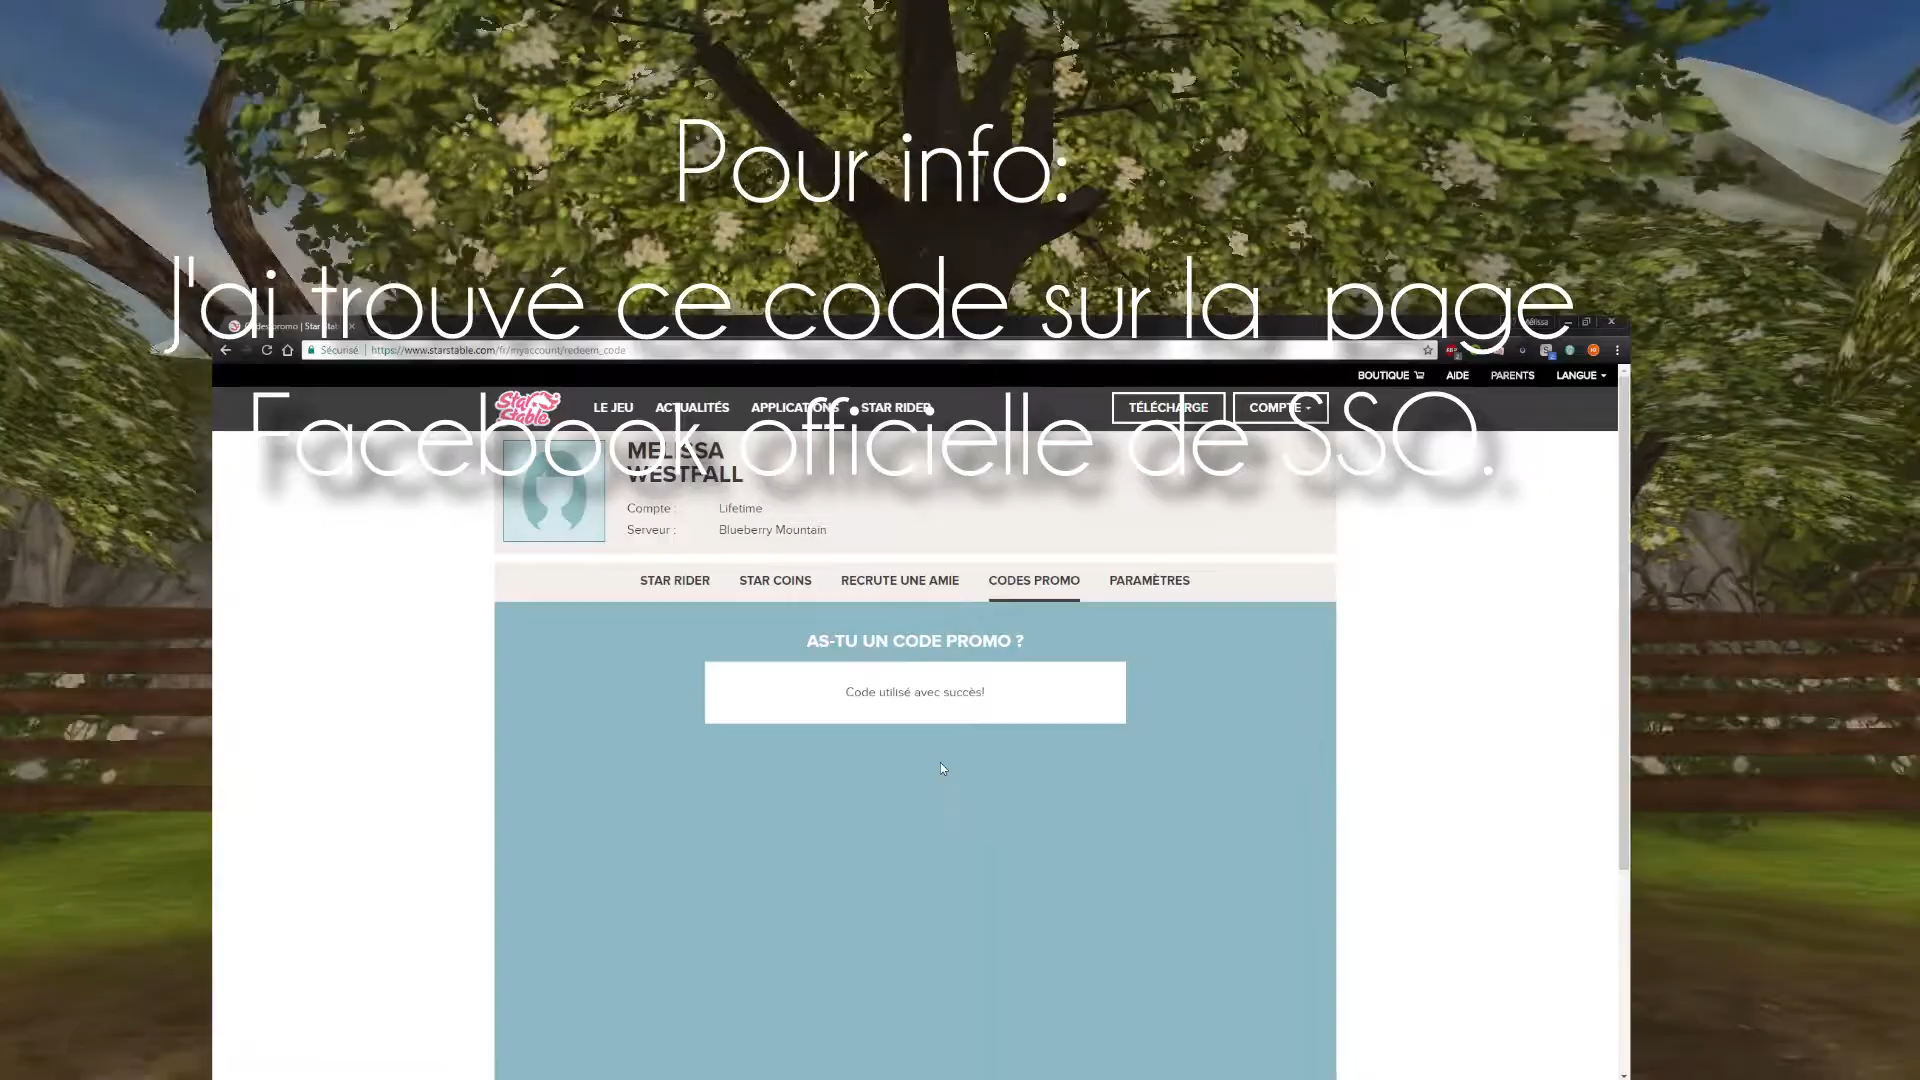 Pour info:
J'ai trouvé ce code sur la page
Facebook officielle de SSO.
Sécurisé https://www.starstable.com/fr/myaccount/redeem_code
BOUTIQUE AIDE PARENTS LANGUE
Star Stable LE JEU ACTUALITÉS APPLICATIONS STAR RIDER TÉLÉCHARGE COMPTE
MELISSA
WESTFALL
Compte : Lifetime
Serveur : Blueberry Mountain
STAR RIDER STAR COINS RECRUTE UNE AMIE CODES PROMO PARAMÈTRES
AS-TU UN CODE PROMO ?
Code utilisé avec succès!